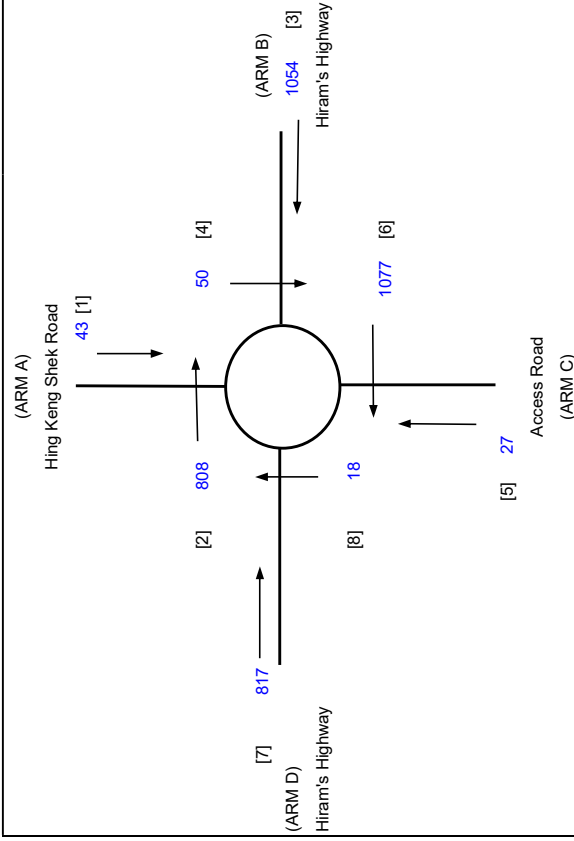 (ARM A)
Hing Keng Shek Road
43 [1]
(ARM B)
1054 [3]
Hiram's Highway
50 [4]
808
[2]
1077 [6]
18
[8]
817
[7]
(ARM D)
Hiram's Highway
27
[5]
Access Road
(ARM C)